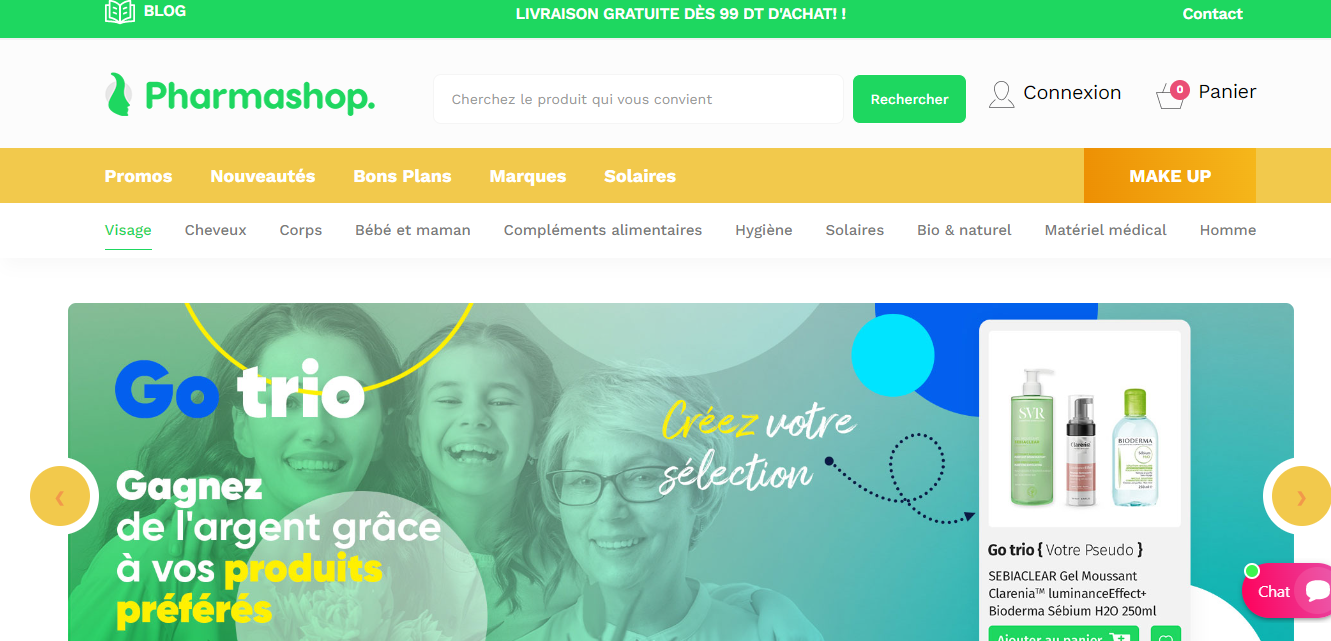 BLOG
LIVRAISON GRATUITE DÈS 99 DT D'ACHAT! !
Contact
Pharmashop.
Cherchez le produit qui vous convient
Rechercher
Connexion
0
Panier
Promos Nouveautés Bons Plans Marques Solaires
MAKE UP
Visage Cheveux Corps Bébé et maman Compléments alimentaires Hygiène Solaires Bio & naturel Matériel médical Homme
Go trio
Gagnez
de l'argent grâce
à vos produits
préférés
Créez votre
sélection
SVR
SEBIACLEAR
Clarenia
BIODERMA
Sébium
Go trio { Votre Pseudo }
SEBIACLEAR Gel Moussant
Clarenia™ luminanceEffect+
Bioderma Sébium H2O 250ml
Ajouter au panier
Chat